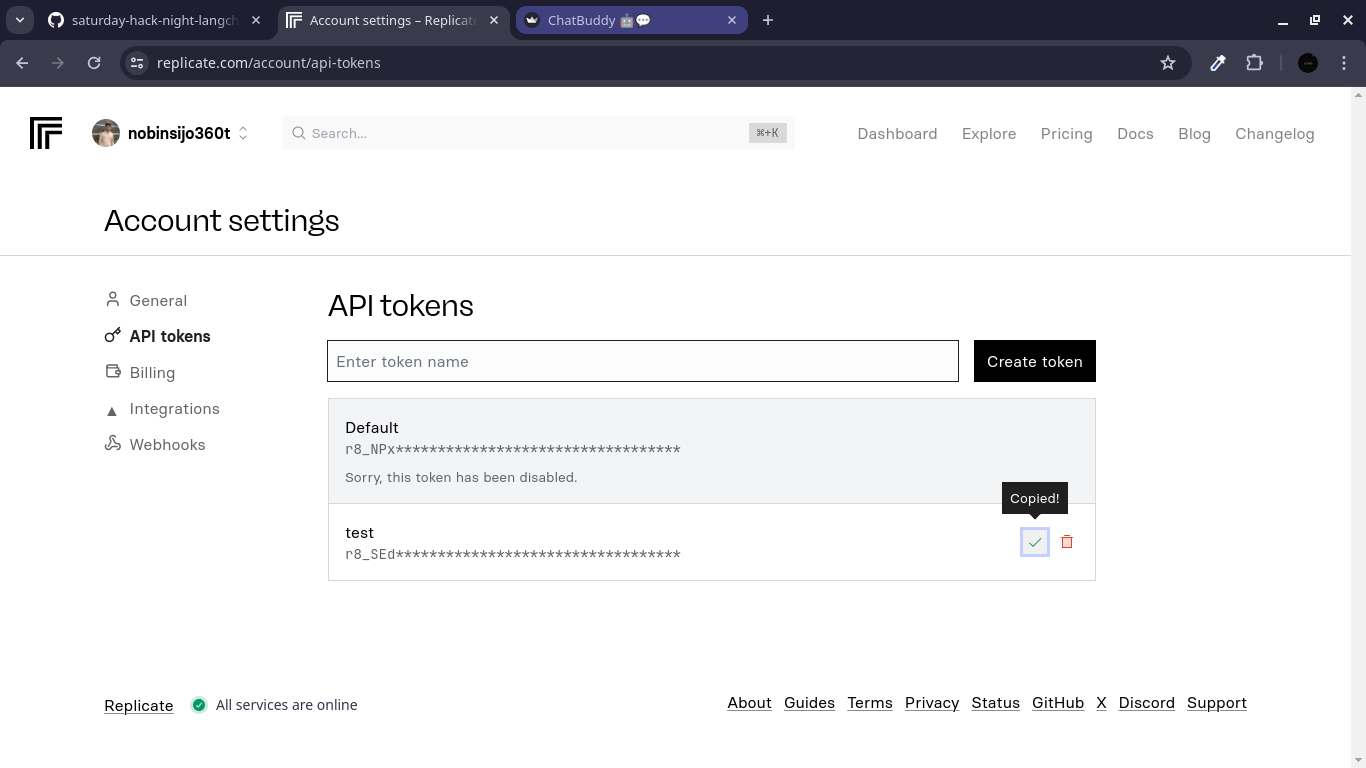 saturday-hack-night-langch
Account settings – Replicate
ChatBuddy 🤖💬
replicate.com/account/api-tokens
nobinsijo360t
Search...
⌘+K
Dashboard
Explore
Pricing
Docs
Blog
Changelog
Account settings
General
API tokens
Billing
Integrations
Webhooks
API tokens
Enter token name
Create token
Default
r8_NPx**********************************
Sorry, this token has been disabled.
Copied!
test
r8_SEd**********************************
Replicate
All services are online
About
Guides
Terms
Privacy
Status
GitHub
X
Discord
Support